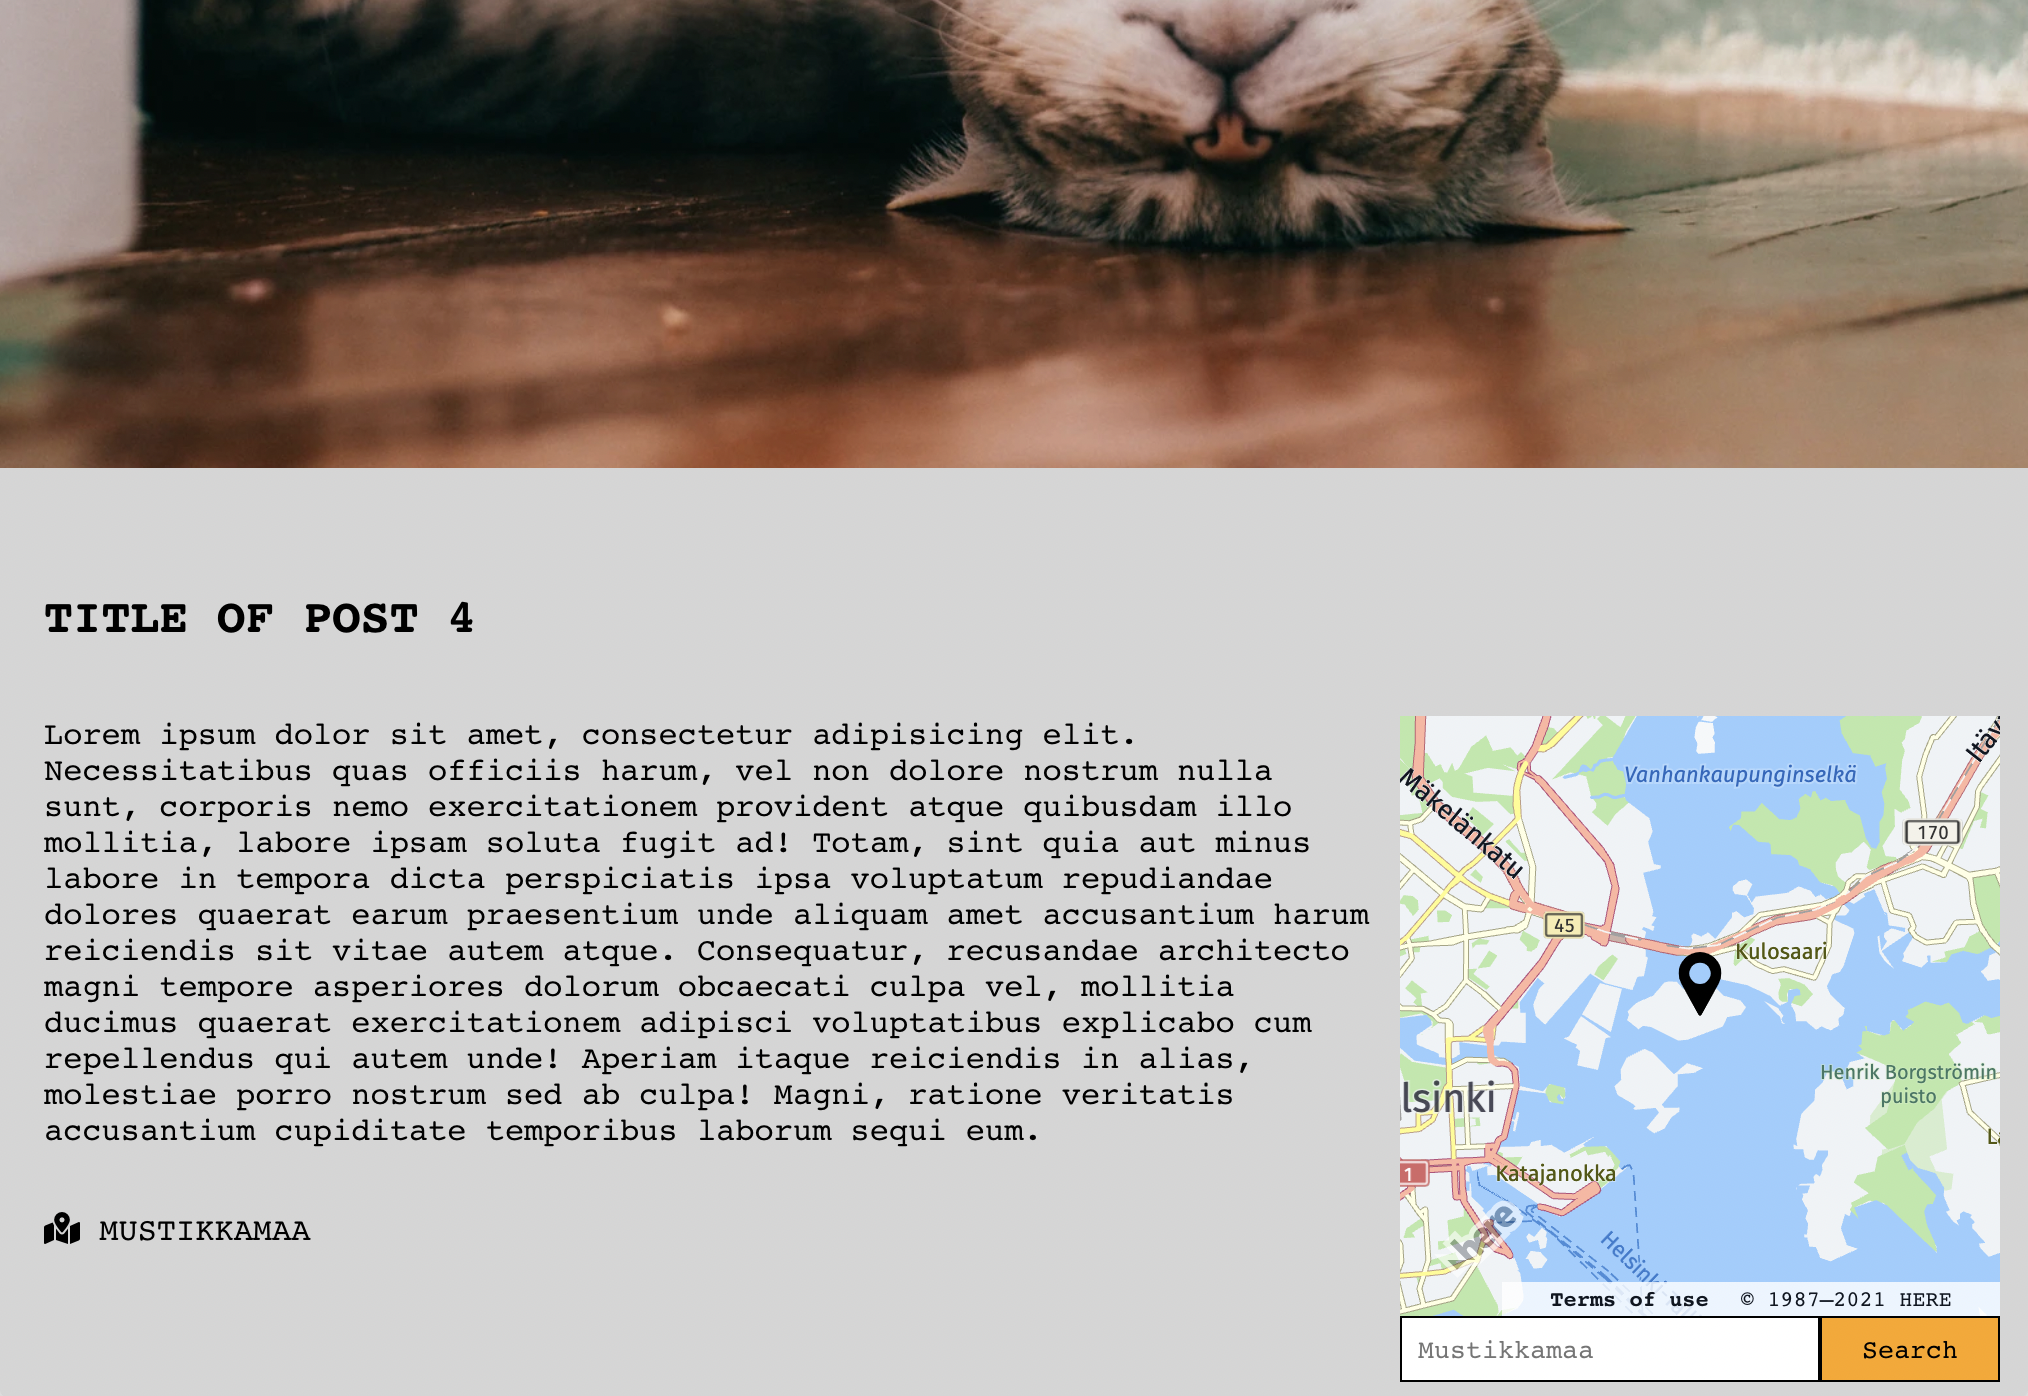 TITLE OF POST 4
Lorem ipsum dolor sit amet, consectetur adipisicing elit.
Necessitatibus quas officiis harum, vel non dolore nostrum nulla
sunt, corporis nemo exercitationem provident atque quibusdam illo
mollitia, labore ipsam soluta fugit ad! Totam, sint quia aut minus
labore in tempora dicta perspiciatis ipsa voluptatum repudiandae
dolores quaerat earum praesentium unde aliquam amet accusantium harum
reiciendis sit vitae autem atque. Consequatur, recusandae architecto
magni tempore asperiores dolorum obcaecati culpa vel, mollitia
ducimus quaerat exercitationem adipisci voluptatibus explicabo cum
repellendus qui autem unde! Aperiam itaque reiciendis in alias,
molestiae porro nostrum sed ab culpa! Magni, ratione veritatis
accusantium cupiditate temporibus laborum sequi eum.
MUSTIKKAMAA
Itäv
Vanhankaupunginselkä
Mäkelänkatu
170
45
Kulosaari
Henrik Borgströmin
puisto
lsinki
Katajanokka
1
here
Helsinki
Terms of use © 1987–2021 HERE
Mustikkamaa
Search